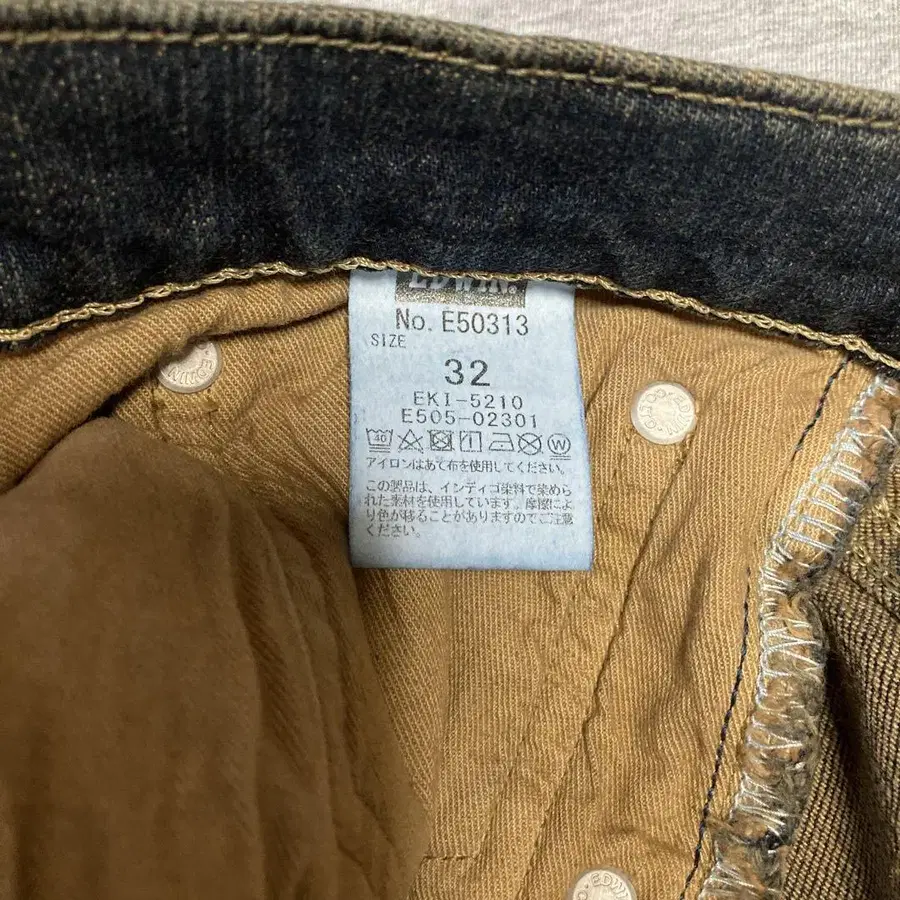 EDWIN.
No. E50313
SIZE
32
EKI-5210
E505-02301
40
W
アイロンはあて布を使用してください。
この製品は、インディゴ染料で染めら
れた素材を使用しています。摩擦によ
り色が移ることがありますのでご注意
ください。
EDWIN
EDWIN
EDWIN